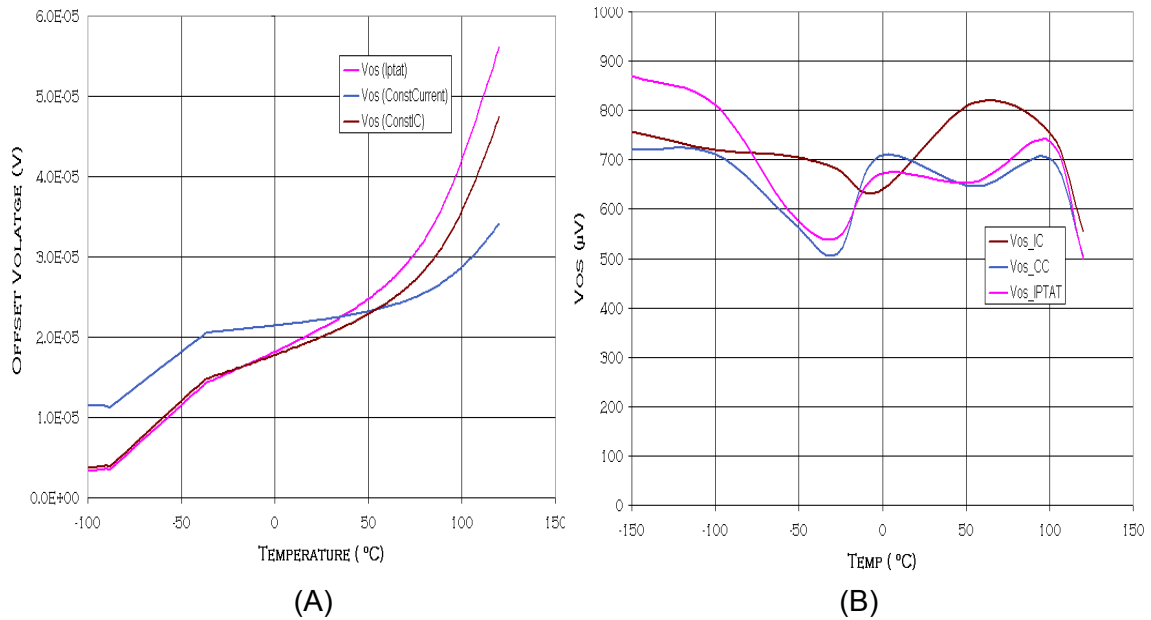 6.0E-05
5.0E-05
4.0E-05
3.0E-05
2.0E-05
1.0E-05
0.0E+00
OFFSET VOLATGE (V)
Vos (Iptat)
Vos (ConstCurrent)
Vos (ConstIC)
-100 -50 0 50 100 150
TEMPERATURE ( ºC)
(A)
1000
900
800
700
600
500
400
300
200
100
0
VOS (µV)
Vos_IC
Vos_CC
Vos_IPTAT
-150 -100 -50 0 50 100 150
TEMP ( ºC)
(B)